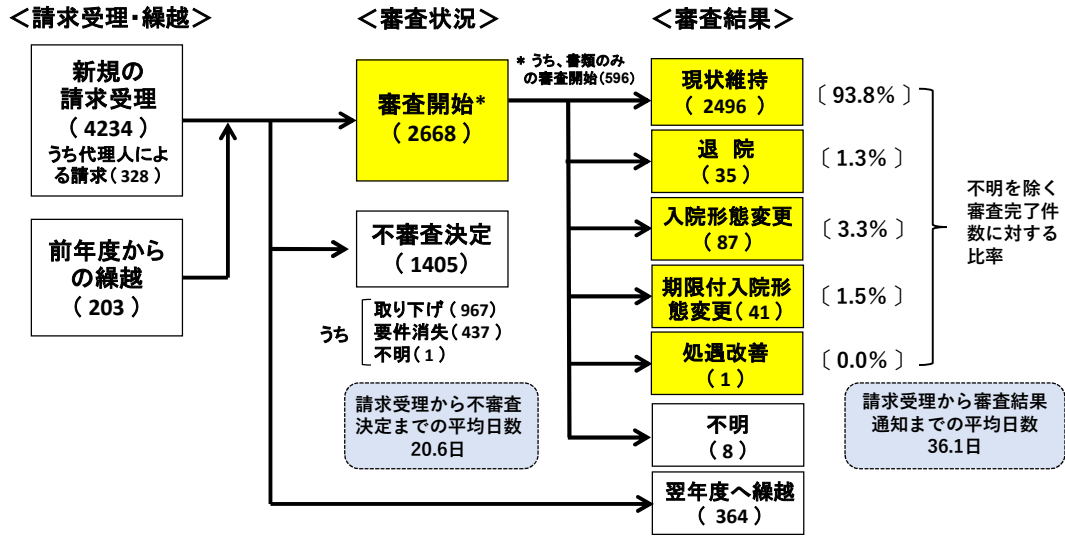 ＜請求受理・繰越＞
新規の
請求受理
（4234）
うち代理人によ
る請求（328）
前年度から
の繰越
（203）
＜審査状況＞
審査開始*
（2668）
* うち、書類のみ
の審査開始（596）
不審査決定
（1405）
うち
取り下げ（967）
要件消失（437）
不明（1）
請求受理から不審査
決定までの平均日数
20.6日
＜審査結果＞
現状維持
（2496）
〔 93.8% 〕
退 院
（35）
〔 1.3% 〕
入院形態変更
（87）
〔 3.3% 〕
期限付入院形
態変更（41）
〔 1.5% 〕
処遇改善
（1）
〔 0.0% 〕
不明を除く
審査完了件
数に対する
比率
不明
（8）
請求受理から審査結果
通知までの平均日数
36.1日
翌年度へ繰越
（364）